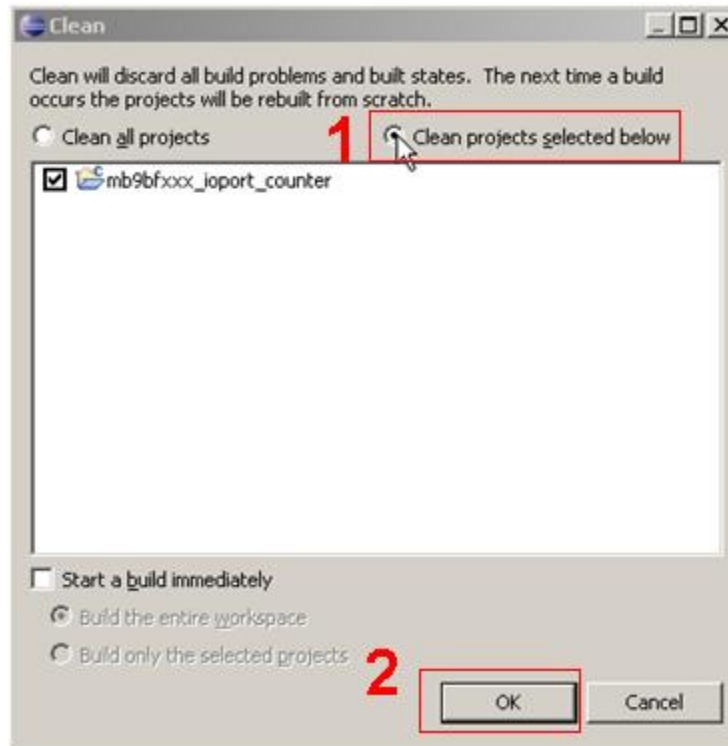 Clean
Clean will discard all build problems and built states. The next time a build
occurs the projects will be rebuilt from scratch.
Clean all projects
1
Clean projects selected below
mb9bfxxx_ioport_counter
Start a build immediately
Build the entire workspace
Build only the selected projects
2
OK
Cancel